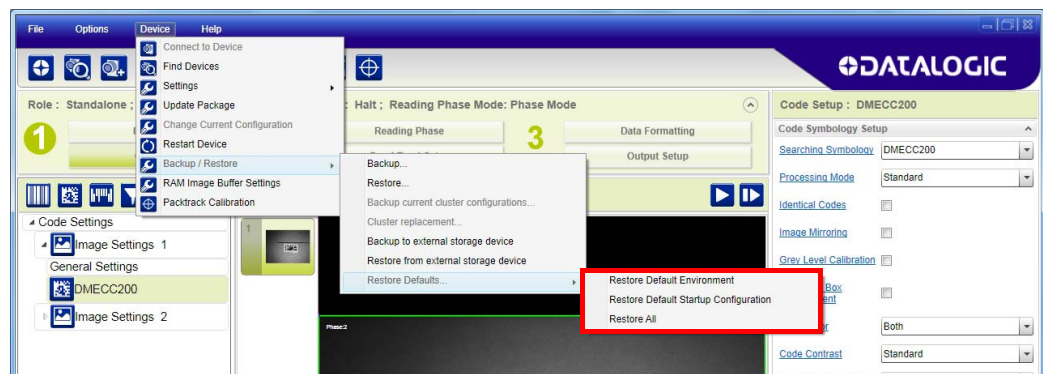 File Options Device Help
DATALOGIC
Connect to Device
Find Devices
Settings
Update Package
Change Current Configuration
Restart Device
Backup / Restore
RAM Image Buffer Settings
Packtrack Calibration
Role : Standalone ; : Halt ; Reading Phase Mode: Phase Mode
1
Reading Phase
3
Data Formatting
Output Setup
Backup...
Restore...
Backup current cluster configurations...
Cluster replacement...
Backup to external storage device
Restore from external storage device
Restore Defaults...
Restore Default Environment
Restore Default Startup Configuration
Restore All
Code Settings
Image Settings 1
General Settings
DMECC200
Image Settings 2
1
Phase:2
Code Setup : DMECC200
Code Symbology Setup
Searching Symbology DMECC200
Processing Mode Standard
Identical Codes
Image Mirroring
Grey Level Calibration
Box
Both
Code Contrast Standard